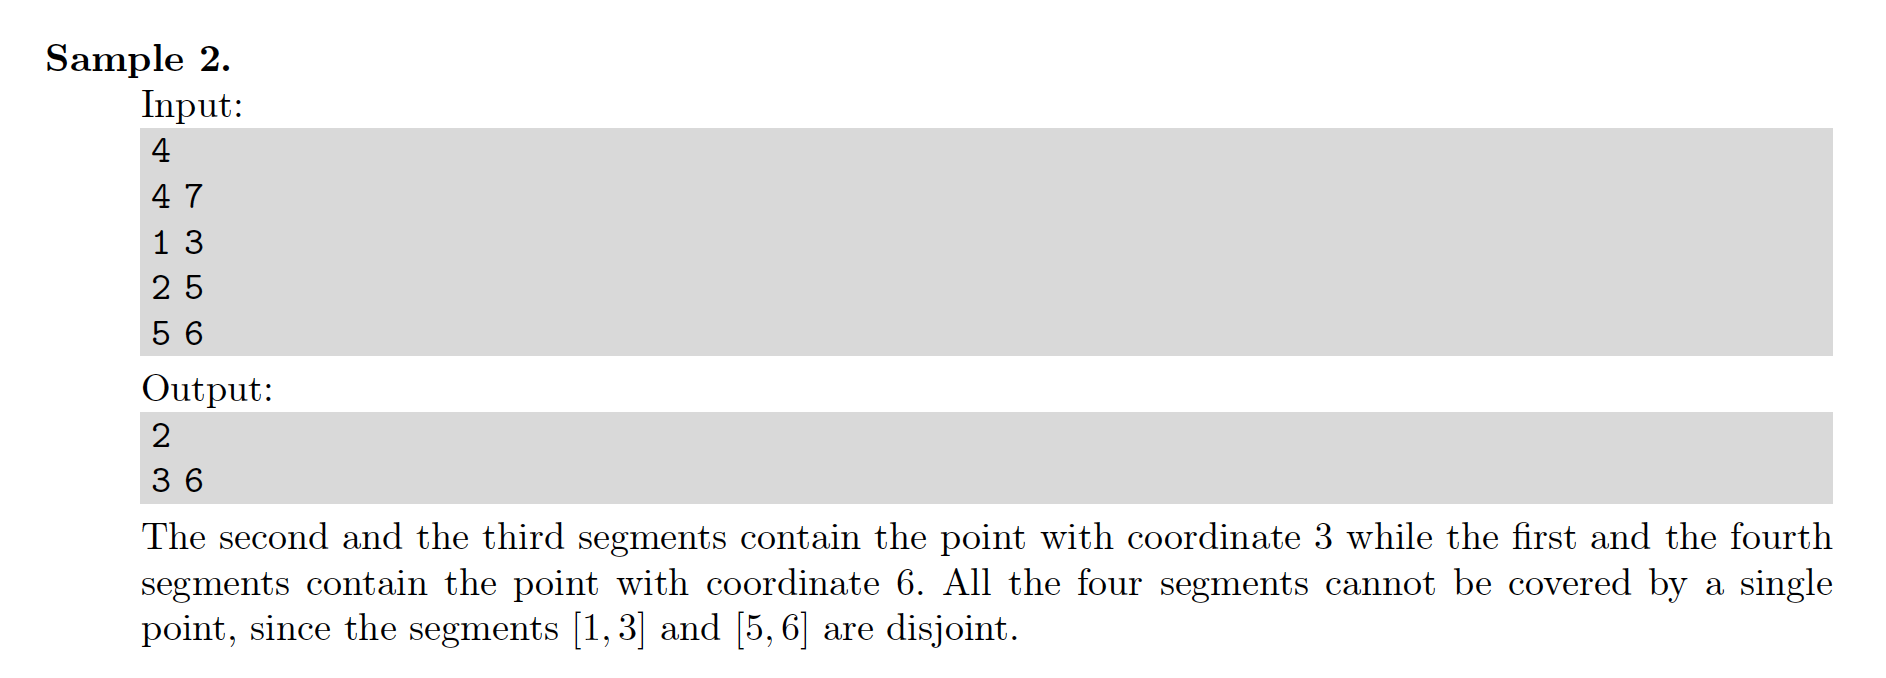 Sample 2.
Input:
4
4 7
1 3
2 5
5 6
Output:
2
3 6
The second and the third segments contain the point with coordinate 3 while the first and the fourth
segments contain the point with coordinate 6. All the four segments cannot be covered by a single
point, since the segments [1, 3] and [5, 6] are disjoint.